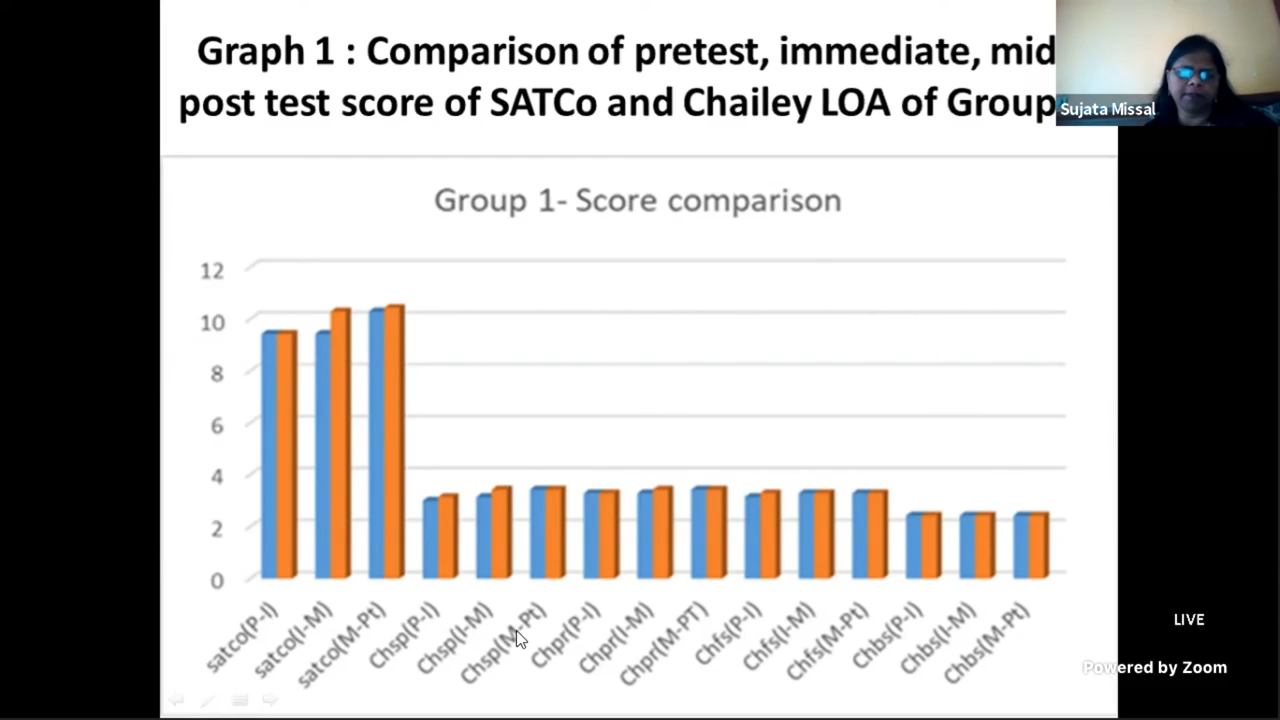 Graph 1 : Comparison of pretest, immediate, mid
post test score of SATCo and Chailey LOA of Group
Sujata Missal
Group 1- Score comparison
12
10
8
6
4
2
0
satco(P-I)
satco(I-M)
satco(M-Pt)
Chsp(P-I)
Chsp(I-M)
Chsp(M-Pt)
Chpr(P-I)
Chpr(I-M)
Chpr(M-PT)
Chfs(P-I)
Chfs(I-M)
Chfs(M-Pt)
Chbs(P-I)
Chbs(I-M)
Chbs(M-Pt)
LIVE
Powered by Zoom